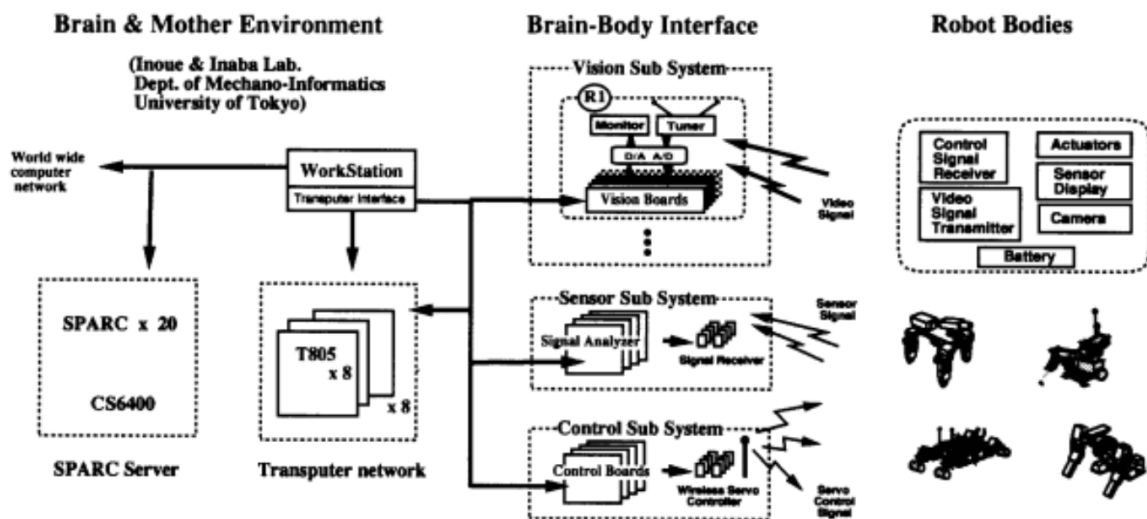 Brain & Mother Environment
(Inoue & Inaba Lab.
Dept. of Mechano-Informatics
University of Tokyo)
World wide
computer
network
WorkStation
Transputer Interface
SPARC x 20
CS6400
SPARC Server
T805
x 8
x 8
Transputer network
Brain-Body Interface
Vision Sub System
R1
Monitor
Tuner
D/A A/D
Vision Boards
Video
Signal
Sensor Sub System
Signal Analyzer
Signal Receiver
Sensor
Signal
Control Sub System
Control Boards
Wireless Servo
Controller
Servo
Control
Signal
Robot Bodies
Control
Signal
Receiver
Video
Signal
Transmitter
Actuators
Sensor
Display
Camera
Battery